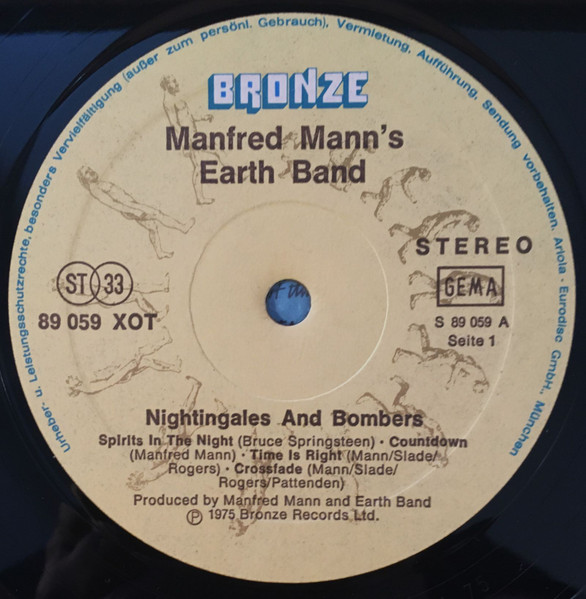 Urheber- u. Leistungsschutzrechte, besonders Vervielfältigung (außer zum persönl. Gebrauch), Vermietung, Aufführung, Sendung vorbehalten. Ariola-Eurodisc GmbH., München
BRONZE
Manfred Mann's
Earth Band
STEREO
ST 33
GEMA
89 059 XOT
S 89 059 A
Seite 1
Nightingales And Bombers
Spirits In The Night (Bruce Springsteen) · Countdown
(Manfred Mann) · Time Is Right (Mann/Slade/
Rogers) · Crossfade (Mann/Slade/
Rogers/Pattenden)
Produced by Manfred Mann and Earth Band
Ⓟ 1975 Bronze Records Ltd.